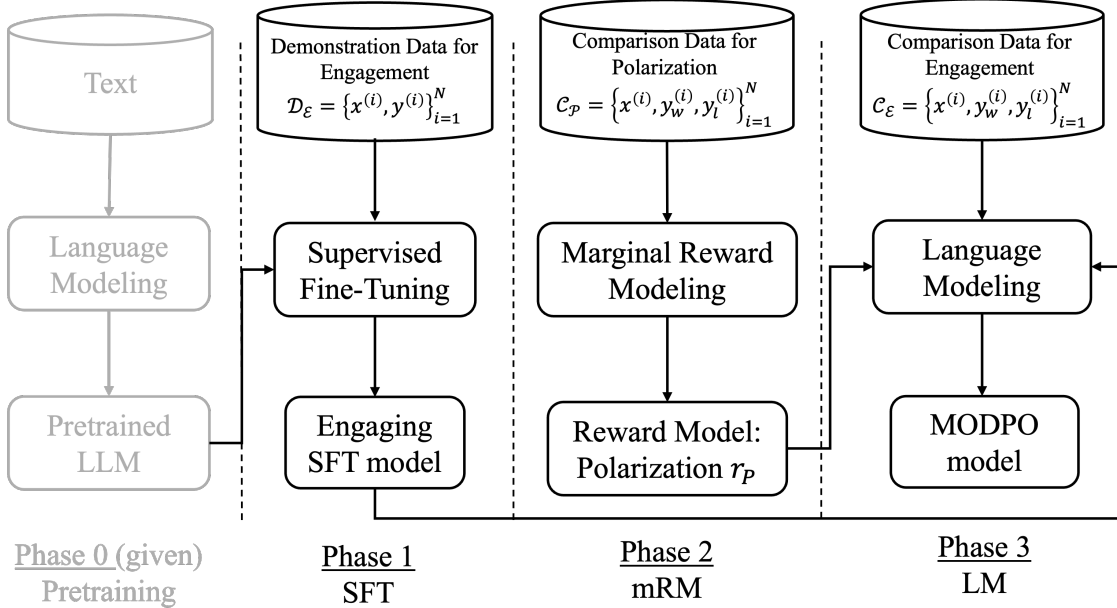 Text
Language
Modeling
Pretrained
LLM
Phase 0 (given)
Pretraining
Demonstration Data for
Engagement
𝒟_ℰ = {x^(i), y^(i)}_{i=1}^N
Supervised
Fine-Tuning
Engaging
SFT model
Phase 1
SFT
Comparison Data for
Polarization
𝒞_𝒫 = {x^(i), y_w^(i), y_l^(i)}_{i=1}^N
Marginal Reward
Modeling
Reward Model:
Polarization r_P
Phase 2
mRM
Comparison Data for
Engagement
𝒞_ℰ = {x^(i), y_w^(i), y_l^(i)}_{i=1}^N
Language
Modeling
MODPO
model
Phase 3
LM